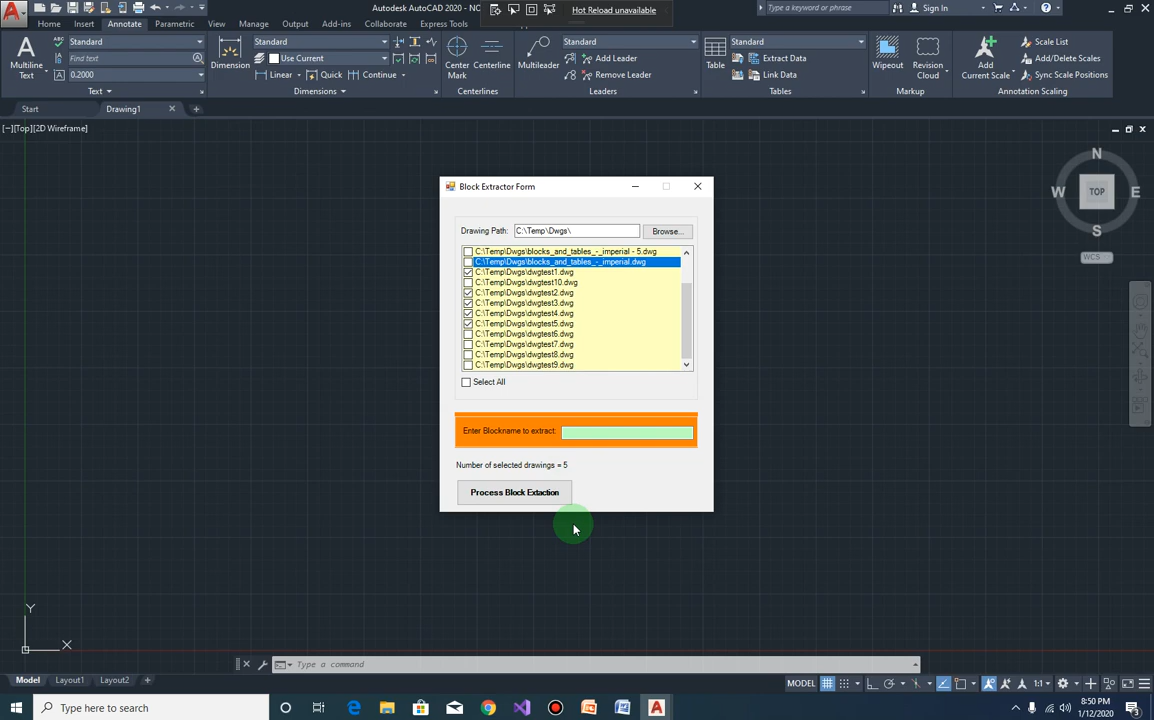 Autodesk AutoCAD 2020 - NC
Hot Reload unavailable
Type a keyword or phrase
Sign In
Home Insert Annotate Parametric View Manage Output Add-ins Collaborate Express Tools
Multiline Text
Standard
Find text
0.2000
Text
Dimension
Standard
Use Current
Linear Quick Continue
Dimensions
Center Mark
Centerline
Centerlines
Multileader
Standard
Add Leader
Remove Leader
Leaders
Table
Standard
Extract Data
Link Data
Tables
Wipeout
Revision Cloud
Markup
Add Current Scale
Scale List
Add/Delete Scales
Sync Scale Positions
Annotation Scaling
Start
Drawing1
[−][Top][2D Wireframe]
N
W TOP E
S
WCS
Block Extractor Form
Drawing Path: C:\Temp\Dwgs\ Browse...
C:\Temp\Dwgs\blocks_and_tables_-_imperial - 5.dwg
C:\Temp\Dwgs\blocks_and_tables_-_imperial.dwg
C:\Temp\Dwgs\dwgtest1.dwg
C:\Temp\Dwgs\dwgtest10.dwg
C:\Temp\Dwgs\dwgtest2.dwg
C:\Temp\Dwgs\dwgtest3.dwg
C:\Temp\Dwgs\dwgtest4.dwg
C:\Temp\Dwgs\dwgtest5.dwg
C:\Temp\Dwgs\dwgtest6.dwg
C:\Temp\Dwgs\dwgtest7.dwg
C:\Temp\Dwgs\dwgtest8.dwg
C:\Temp\Dwgs\dwgtest9.dwg
Select All
Enter Blockname to extract:
Number of selected drawings = 5
Process Block Extaction
Y
X
Type a command
Model Layout1 Layout2
MODEL
1:1
Type here to search
8:50 PM
1/12/2020
3